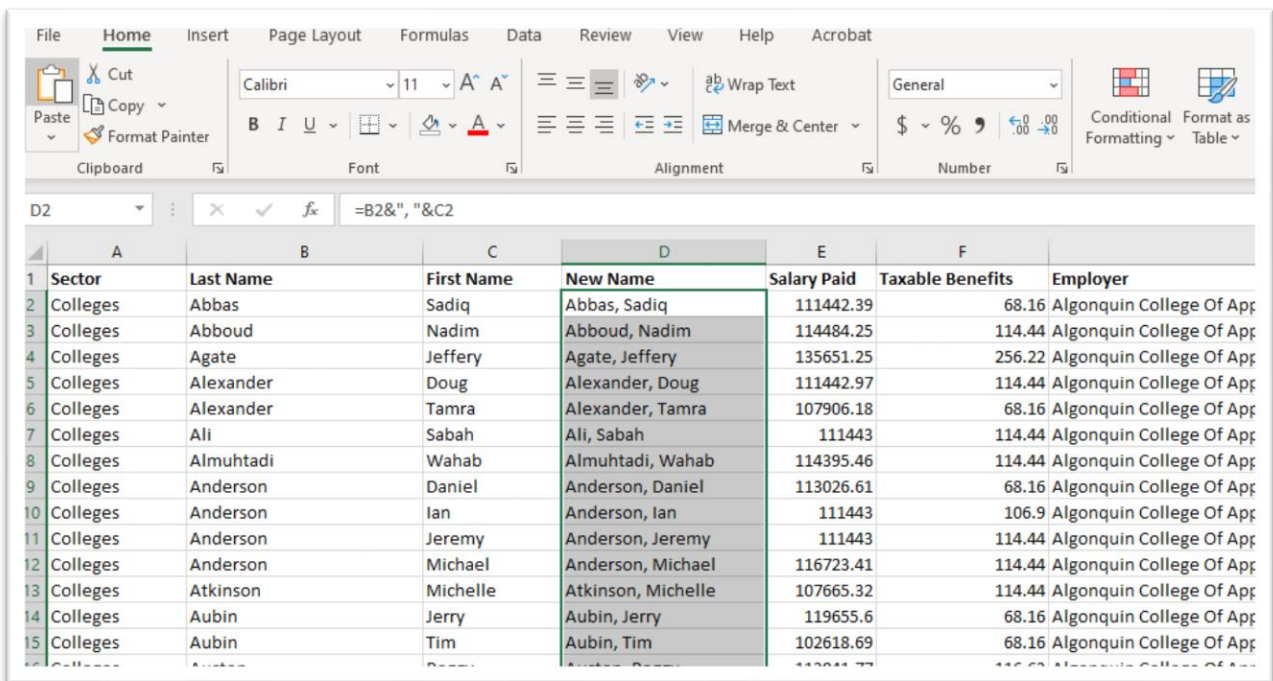 File Home Insert Page Layout Formulas Data Review View Help Acrobat
Cut
Copy
Paste
Format Painter
Clipboard
Calibri 11 A^ Aˇ
B I U A
Font
ab Wrap Text
Merge & Center
Alignment
General
$ % 9 .00 .00
Number
Conditional Formatting
Format as Table
D2 fx =B2&", "&C2
A B C D E F
1 Sector Last Name First Name New Name Salary Paid Taxable Benefits Employer
2 Colleges Abbas Sadiq Abbas, Sadiq 111442.39 68.16 Algonquin College Of App
3 Colleges Abboud Nadim Abboud, Nadim 114484.25 114.44 Algonquin College Of App
4 Colleges Agate Jeffery Agate, Jeffery 135651.25 256.22 Algonquin College Of App
5 Colleges Alexander Doug Alexander, Doug 111442.97 114.44 Algonquin College Of App
6 Colleges Alexander Tamra Alexander, Tamra 107906.18 68.16 Algonquin College Of App
7 Colleges Ali Sabah Ali, Sabah 111443 114.44 Algonquin College Of App
8 Colleges Almuhtadi Wahab Almuhtadi, Wahab 114395.46 114.44 Algonquin College Of App
9 Colleges Anderson Daniel Anderson, Daniel 113026.61 68.16 Algonquin College Of App
10 Colleges Anderson Ian Anderson, Ian 111443 106.9 Algonquin College Of App
11 Colleges Anderson Jeremy Anderson, Jeremy 111443 114.44 Algonquin College Of App
12 Colleges Anderson Michael Anderson, Michael 116723.41 114.44 Algonquin College Of App
13 Colleges Atkinson Michelle Atkinson, Michelle 107665.32 114.44 Algonquin College Of App
14 Colleges Aubin Jerry Aubin, Jerry 119655.6 68.16 Algonquin College Of App
15 Colleges Aubin Tim Aubin, Tim 102618.69 68.16 Algonquin College Of App